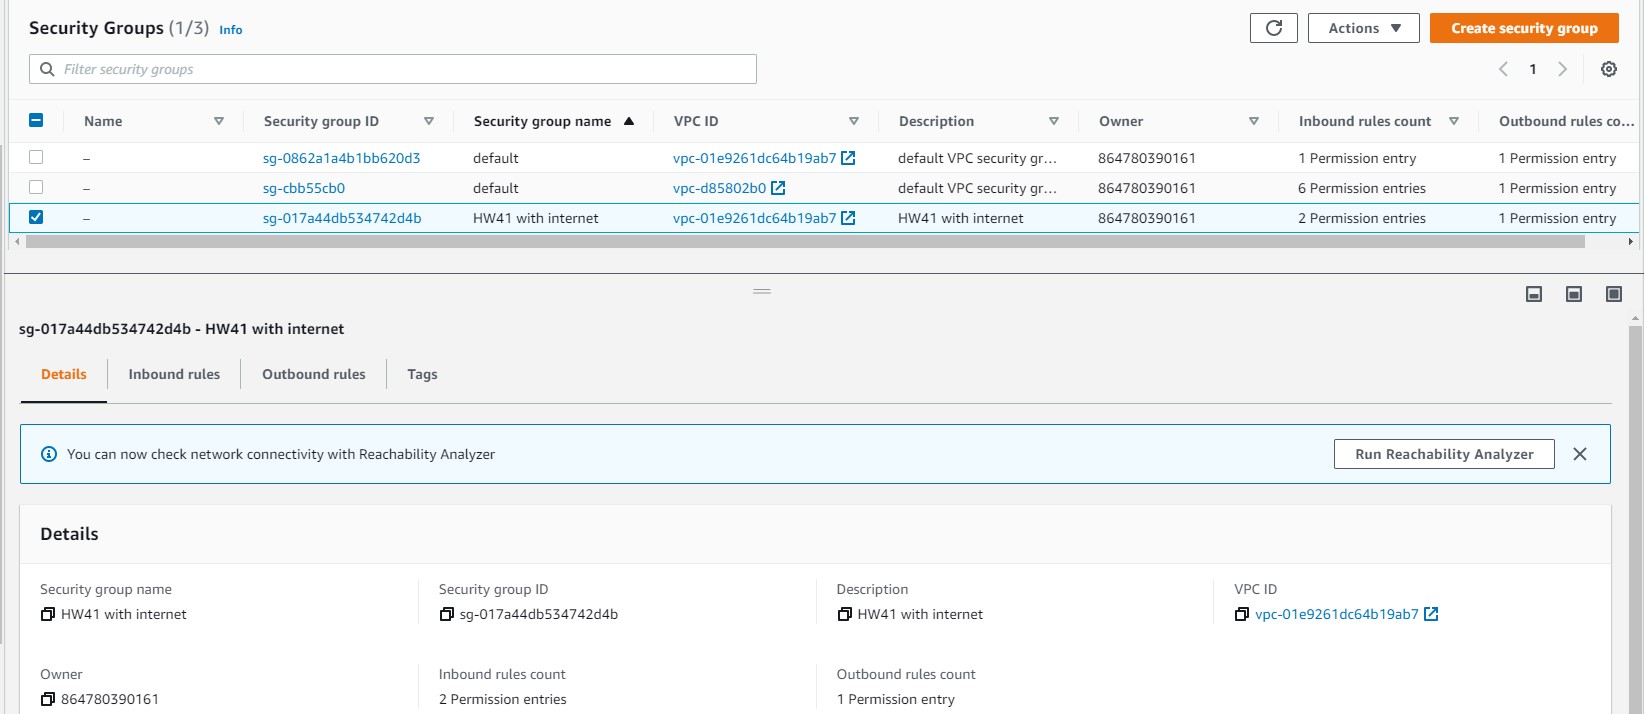 Security Groups (1/3) Info
Actions
Create security group
Filter security groups
1
Name Security group ID Security group name VPC ID Description Owner Inbound rules count Outbound rules co...
– sg-0862a1a4b1bb620d3 default vpc-01e9261dc64b19ab7 default VPC security gr... 864780390161 1 Permission entry 1 Permission entry
– sg-cbb55cb0 default vpc-d85802b0 default VPC security gr... 864780390161 6 Permission entries 1 Permission entry
– sg-017a44db534742d4b HW41 with internet vpc-01e9261dc64b19ab7 HW41 with internet 864780390161 2 Permission entries 1 Permission entry
sg-017a44db534742d4b - HW41 with internet
Details Inbound rules Outbound rules Tags
You can now check network connectivity with Reachability Analyzer Run Reachability Analyzer
Details
Security group name Security group ID Description VPC ID
HW41 with internet sg-017a44db534742d4b HW41 with internet vpc-01e9261dc64b19ab7
Owner Inbound rules count Outbound rules count
864780390161 2 Permission entries 1 Permission entry